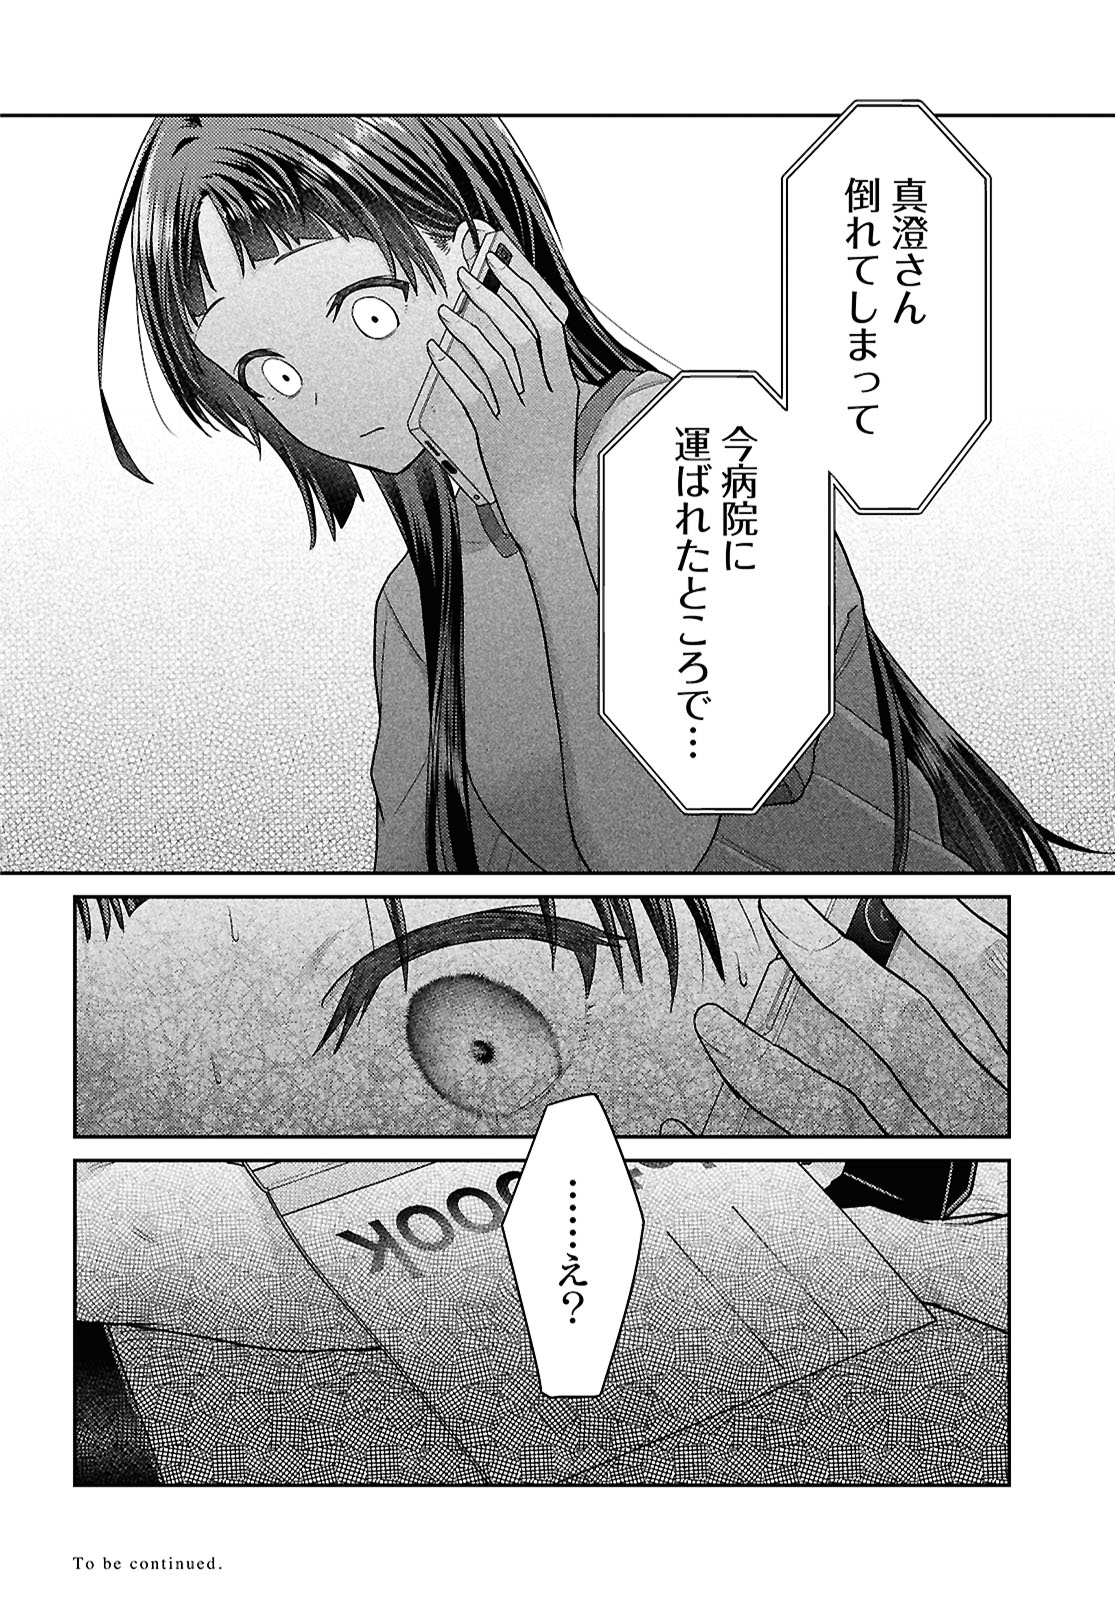 真澄さん
倒れてしまって
今病院に
運ばれたところで…
……え?
To be continued.